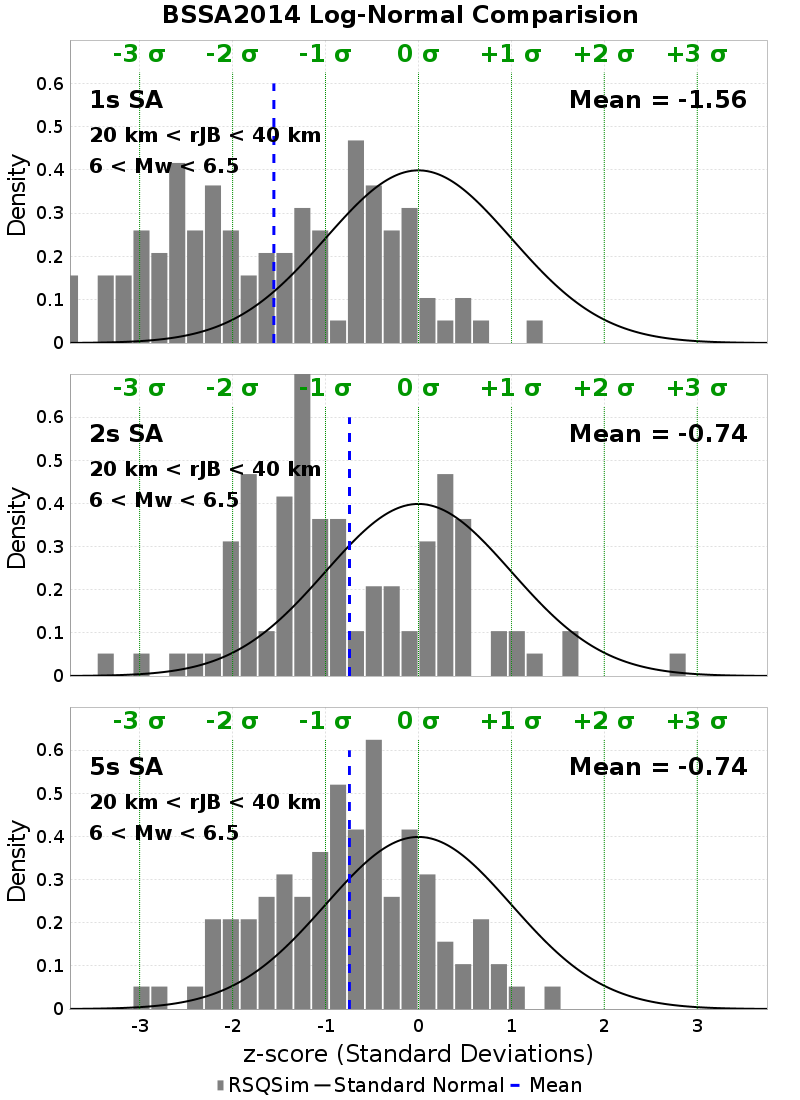 BSSA2014 Log-Normal Comparision
-3 σ -2 σ -1 σ 0 σ +1 σ +2 σ +3 σ
1s SA Mean = -1.56
20 km < rJB < 40 km
6 < Mw < 6.5
0.6
0.5
0.4
0.3
0.2
0.1
0
Density
-3 σ -2 σ -1 σ 0 σ +1 σ +2 σ +3 σ
2s SA Mean = -0.74
20 km < rJB < 40 km
6 < Mw < 6.5
0.6
0.5
0.4
0.3
0.2
0.1
0
Density
-3 σ -2 σ -1 σ 0 σ +1 σ +2 σ +3 σ
5s SA Mean = -0.74
20 km < rJB < 40 km
6 < Mw < 6.5
0.6
0.5
0.4
0.3
0.2
0.1
0
Density
-3 -2 -1 0 1 2 3
z-score (Standard Deviations)
RSQSim Standard Normal Mean